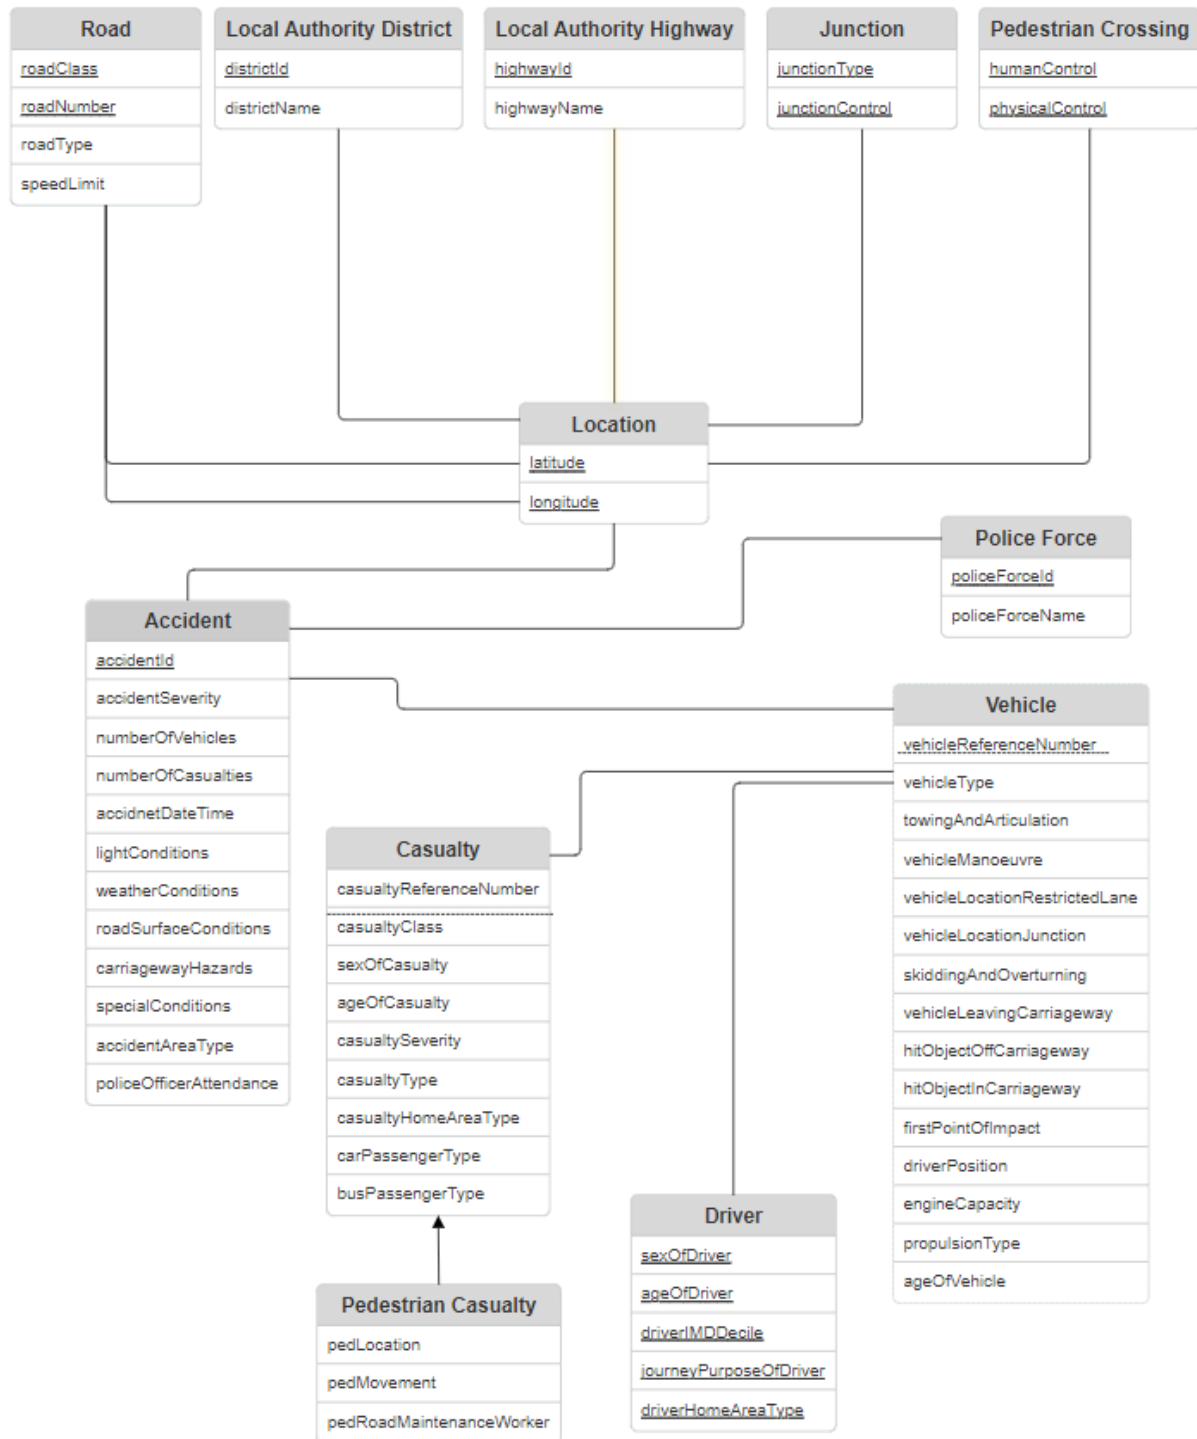 Road
roadClass
roadNumber
roadType
speedLimit
Local Authority District
districtId
districtName
Local Authority Highway
highwayId
highwayName
Junction
junctionType
junctionControl
Pedestrian Crossing
humanControl
physicalControl
Location
latitude
longitude
Police Force
policeForceId
policeForceName
Accident
accidentId
accidentSeverity
numberOfVehicles
numberOfCasualties
accidnetDateTime
lightConditions
weatherConditions
roadSurfaceConditions
carriagewayHazards
specialConditions
accidentAreaType
policeOfficerAttendance
Vehicle
vehicleReferenceNumber
vehicleType
towingAndArticulation
vehicleManoeuvre
vehicleLocationRestrictedLane
vehicleLocationJunction
skiddingAndOverturning
vehicleLeavingCarriageway
hitObjectOffCarriageway
hitObjectInCarriageway
firstPointOfImpact
driverPosition
engineCapacity
propulsionType
ageOfVehicle
Casualty
casualtyReferenceNumber
casualtyClass
sexOfCasualty
ageOfCasualty
casualtySeverity
casualtyType
casualtyHomeAreaType
carPassengerType
busPassengerType
Driver
sexOfDriver
ageOfDriver
driverIMDDecile
journeyPurposeOfDriver
driverHomeAreaType
Pedestrian Casualty
pedLocation
pedMovement
pedRoadMaintenanceWorker